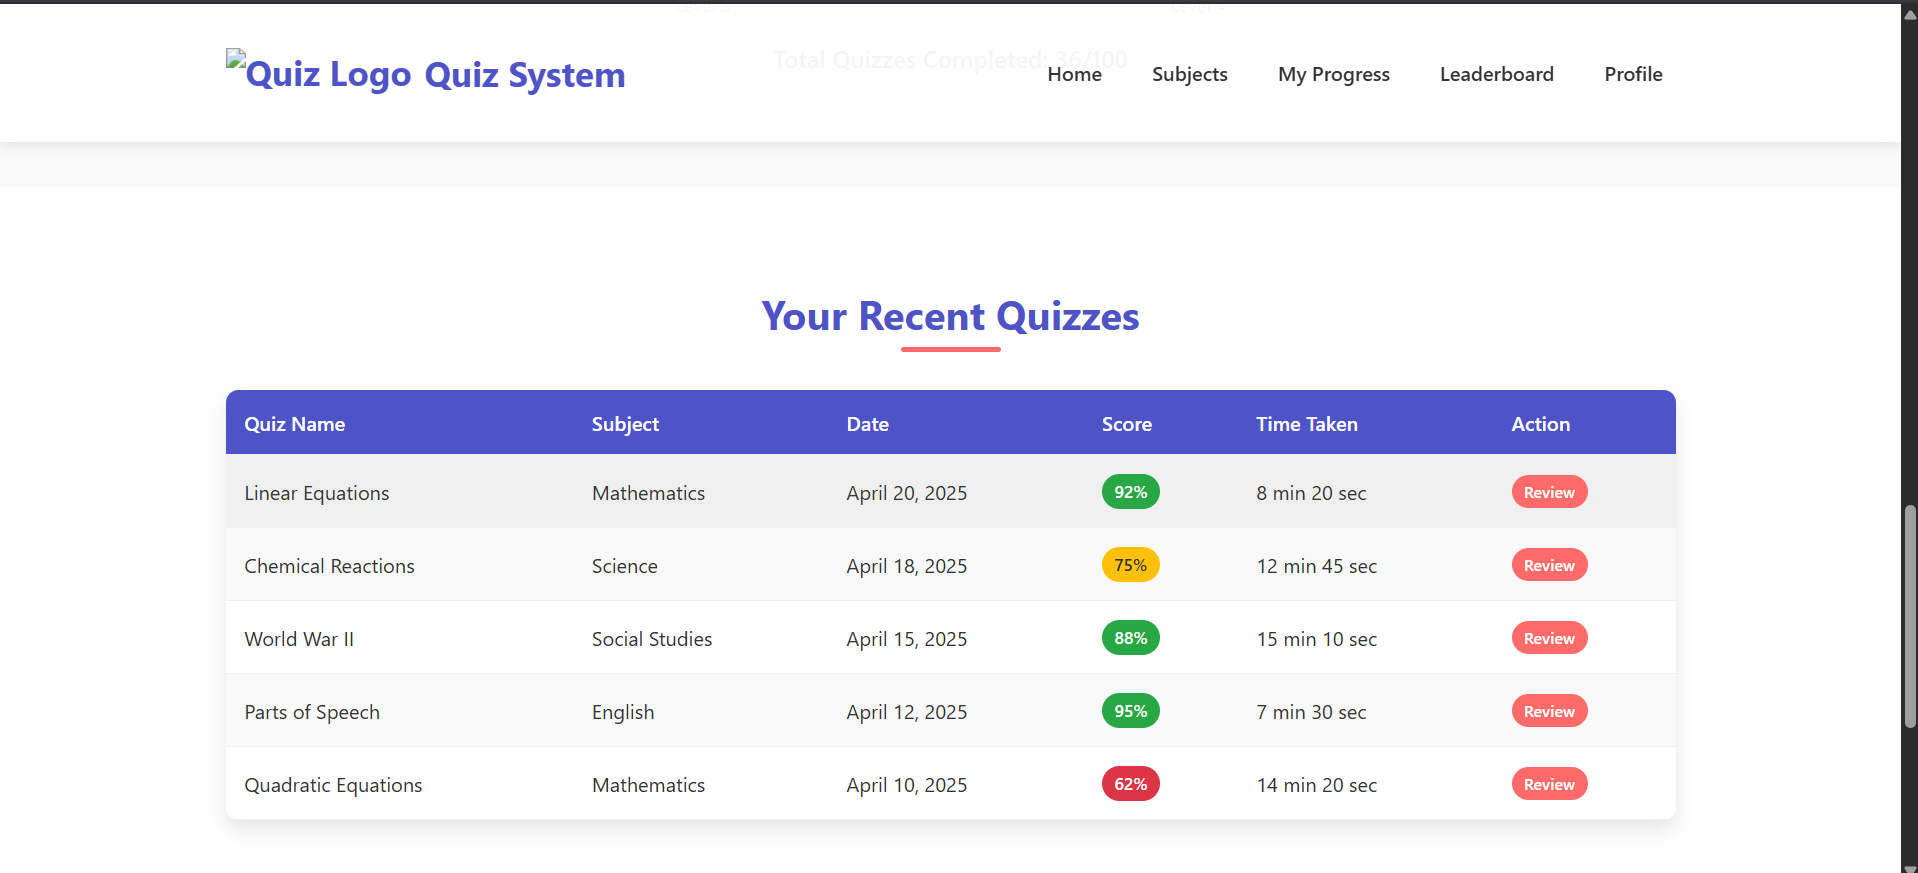 Total Quizzes Completed: 36/100
Quiz Logo Quiz System
Home Subjects My Progress Leaderboard Profile
Your Recent Quizzes
Quiz Name Subject Date Score Time Taken Action
Linear Equations Mathematics April 20, 2025 92% 8 min 20 sec Review
Chemical Reactions Science April 18, 2025 75% 12 min 45 sec Review
World War II Social Studies April 15, 2025 88% 15 min 10 sec Review
Parts of Speech English April 12, 2025 95% 7 min 30 sec Review
Quadratic Equations Mathematics April 10, 2025 62% 14 min 20 sec Review